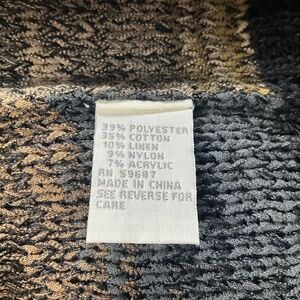 39% POLYESTER
35% COTTON
10% LINEN
9% NYLON
7% ACRYLIC
RN 59687
MADE IN CHINA
SEE REVERSE FOR
CARE